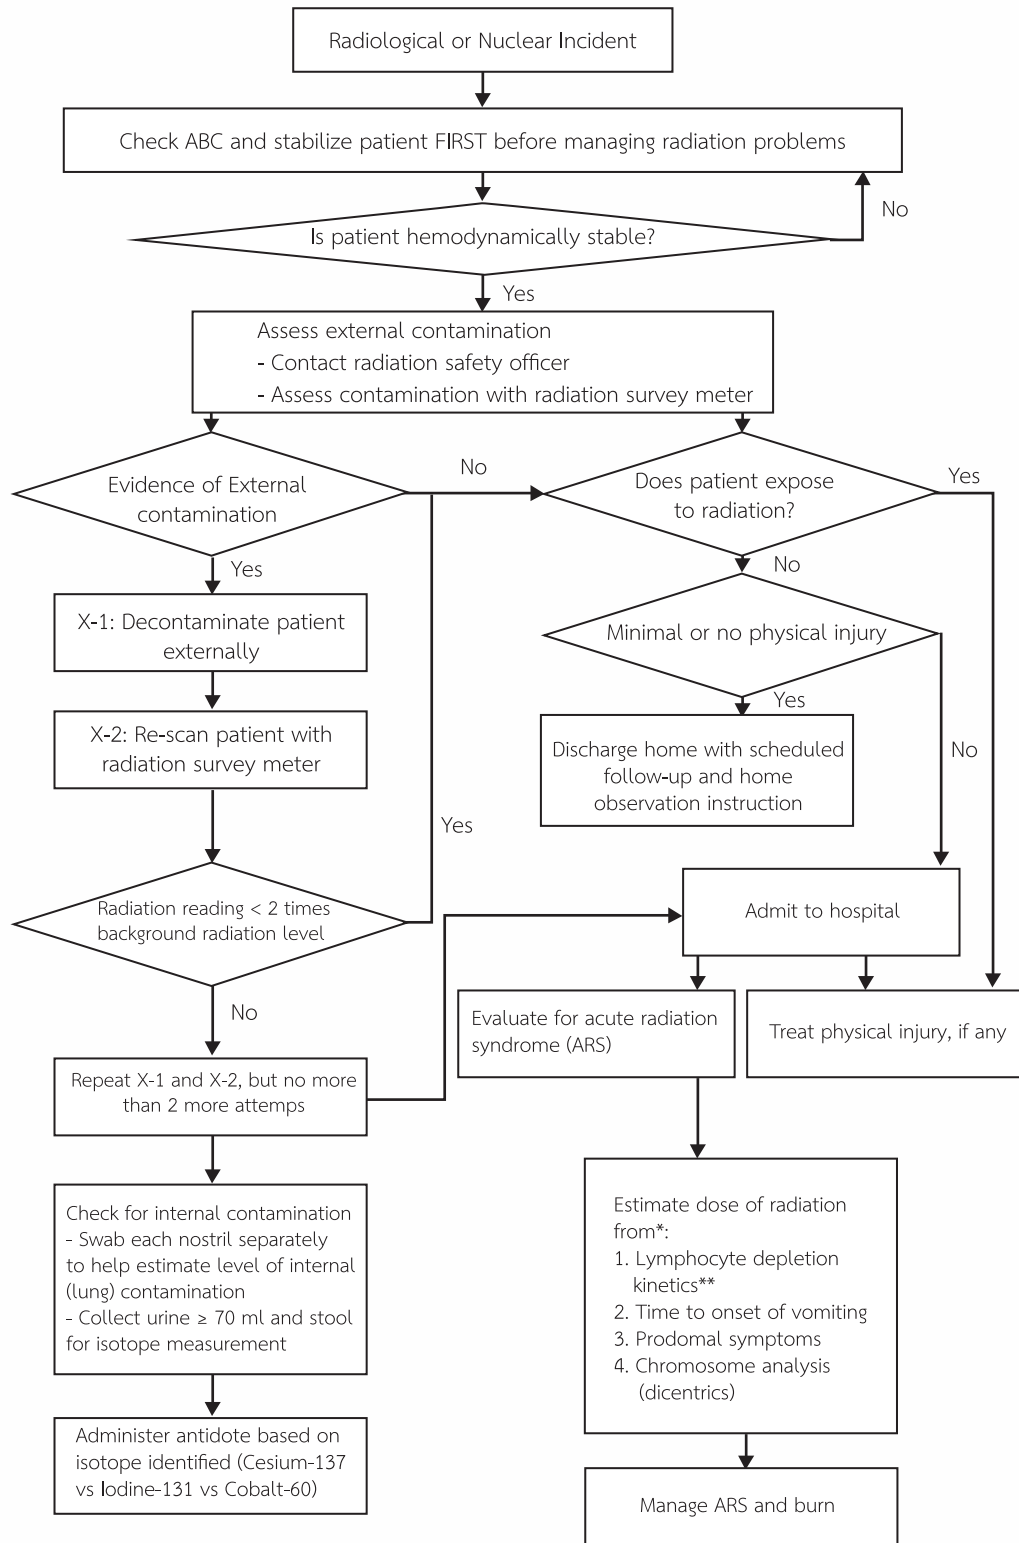 Radiological or Nuclear Incident
Check ABC and stabilize patient FIRST before managing radiation problems
No
Is patient hemodynamically stable?
Yes
Assess external contamination
- Contact radiation safety officer
- Assess contamination with radiation survey meter
Evidence of External
contamination
No
Does patient expose
to radiation?
Yes
Yes
No
X-1: Decontaminate patient
externally
Minimal or no physical injury
Yes
X-2: Re-scan patient with
radiation survey meter
Discharge home with scheduled
follow-up and home
observation instruction
No
Yes
Radiation reading < 2 times
background radiation level
Admit to hospital
No
Evaluate for acute radiation
syndrome (ARS)
Treat physical injury, if any
Repeat X-1 and X-2, but no more
than 2 more attemps
Check for internal contamination
- Swab each nostril separately
to help estimate level of internal
(lung) contamination
- Collect urine ≥ 70 ml and stool
for isotope measurement
Estimate dose of radiation
from*:
1. Lymphocyte depletion
kinetics**
2. Time to onset of vomiting
3. Prodomal symptoms
4. Chromosome analysis
(dicentrics)
Administer antidote based on
isotope identified (Cesium-137
vs Iodine-131 vs Cobalt-60)
Manage ARS and burn